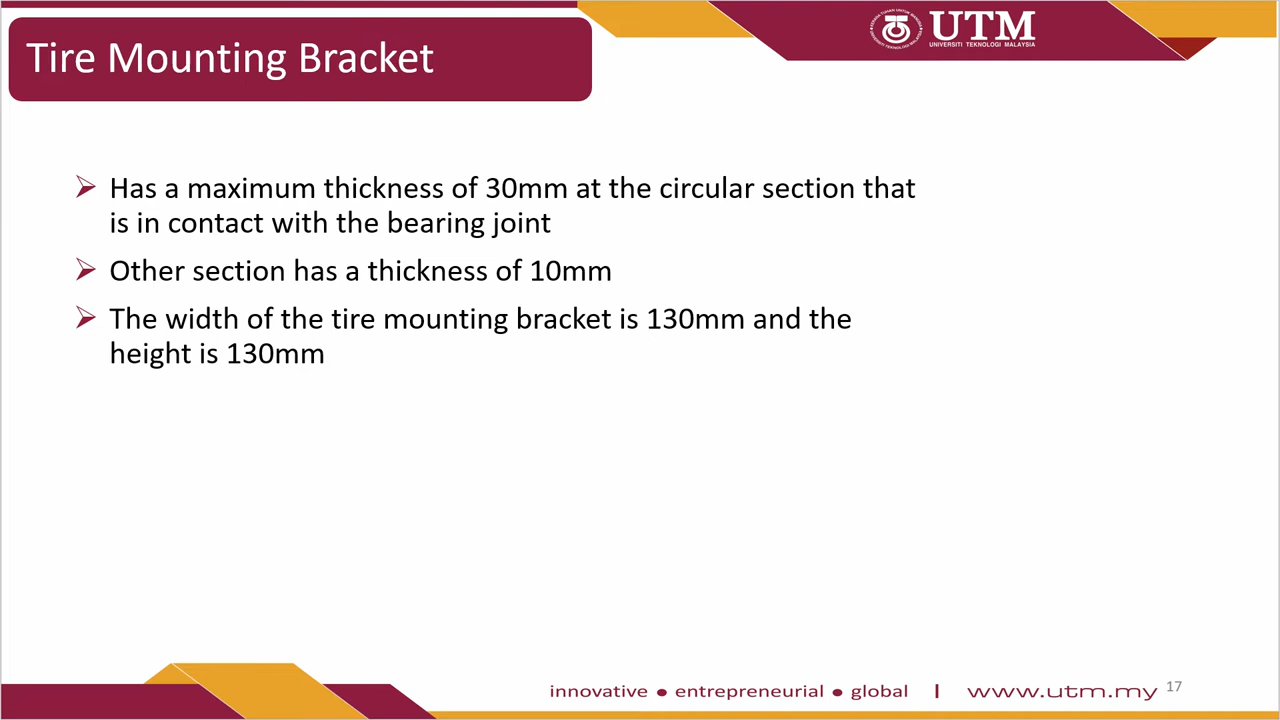 Tire Mounting Bracket
UTM
UNIVERSITI TEKNOLOGI MALAYSIA
Has a maximum thickness of 30mm at the circular section that
is in contact with the bearing joint
Other section has a thickness of 10mm
The width of the tire mounting bracket is 130mm and the
height is 130mm
innovative ● entrepreneurial ● global | www.utm.my 17